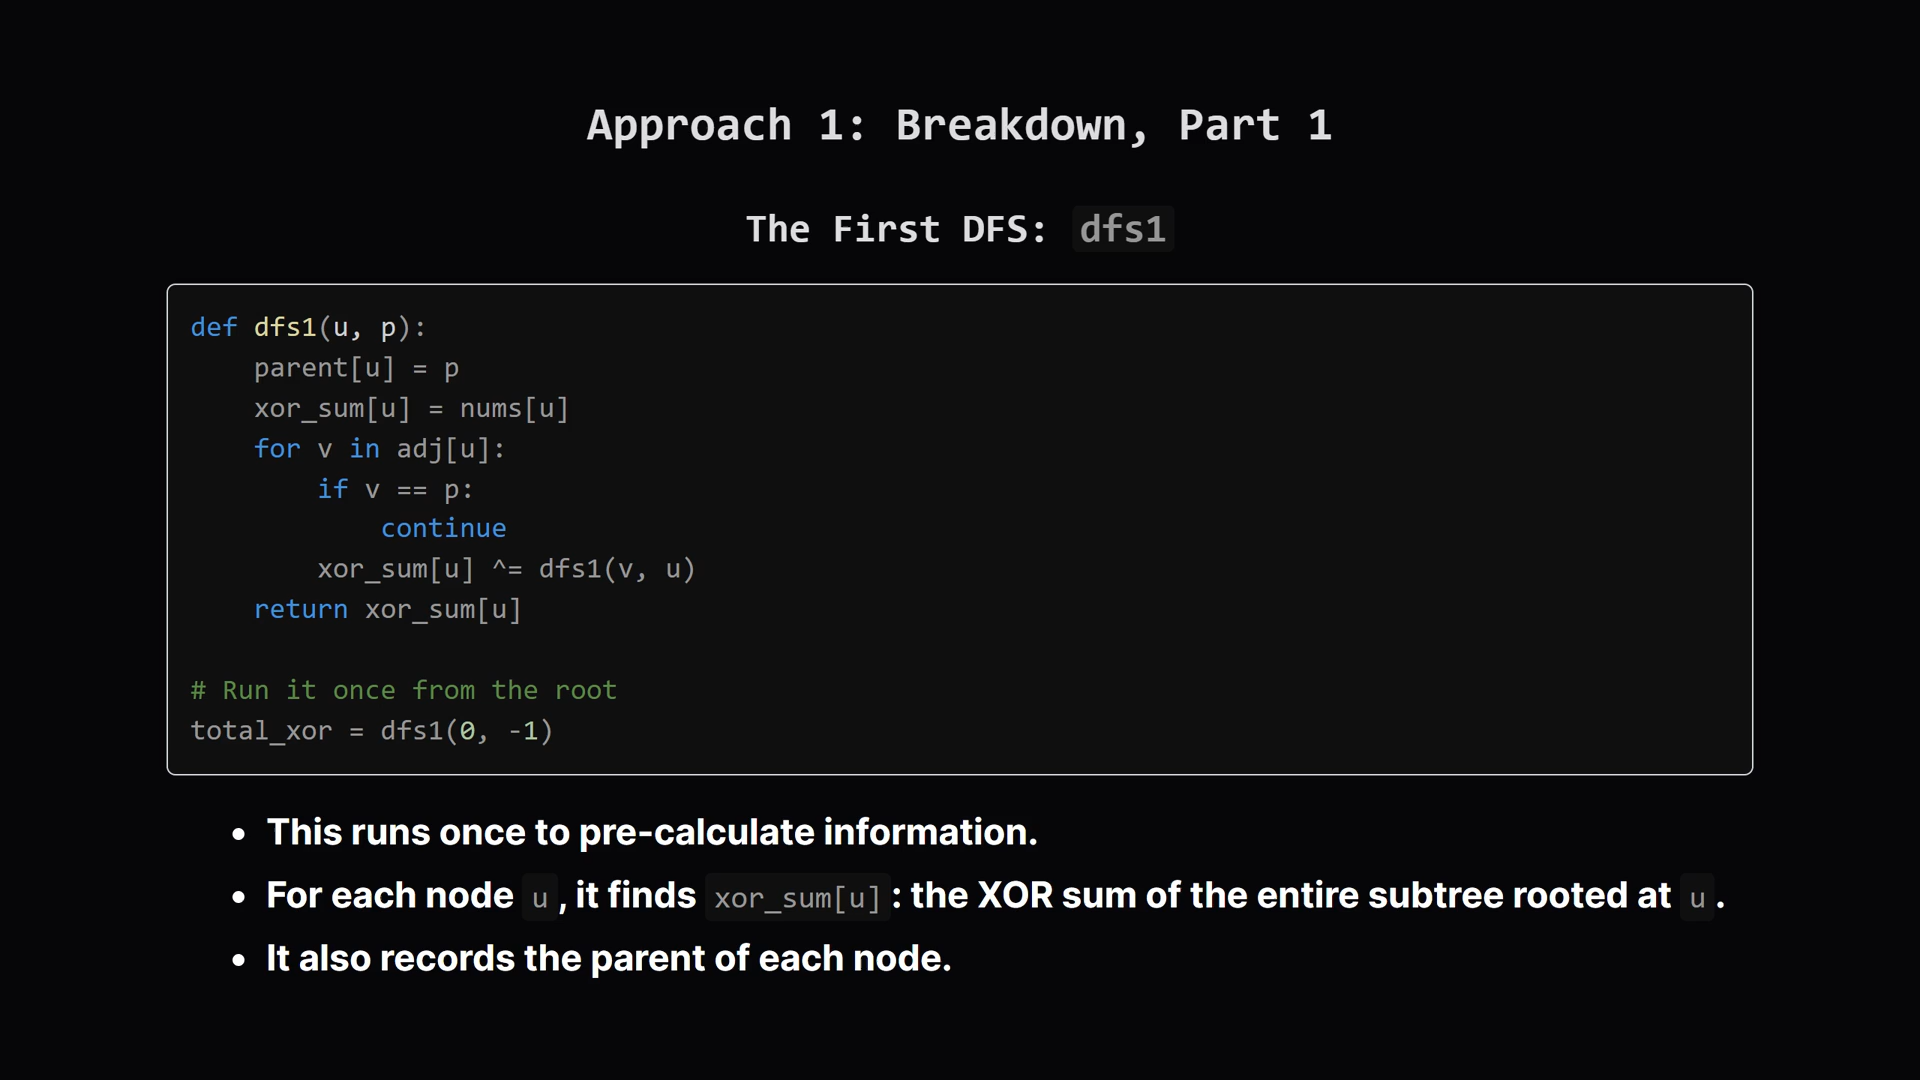 Approach 1: Breakdown, Part 1
The First DFS: dfs1
def dfs1(u, p):
    parent[u] = p
    xor_sum[u] = nums[u]
    for v in adj[u]:
        if v == p:
            continue
        xor_sum[u] ^= dfs1(v, u)
    return xor_sum[u]

# Run it once from the root
total_xor = dfs1(0, -1)
• This runs once to pre-calculate information.
• For each node u, it finds xor_sum[u]: the XOR sum of the entire subtree rooted at u.
• It also records the parent of each node.